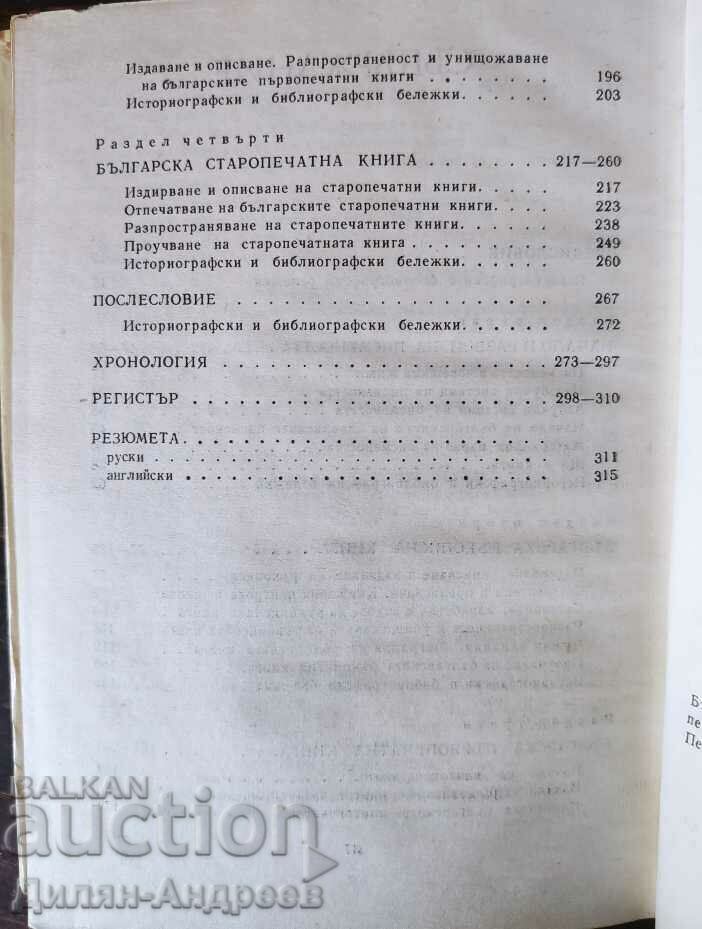 Издаване и описване. Разпространеност и унищожаване
на българските първопечатни книги . . . . . . . . 196
Историографски и библиографски бележки. . . . . . 203
Раздел четвърти
БЪЛГАРСКА СТАРОПЕЧАТНА КНИГА . . . . . . . . 217—260
Издирване и описване на старопечатни книги. . . . . 217
Отпечатване на българските старопечатни книги. . . . 223
Разпространяване на старопечатните книги. . . . . . 238
Проучване на старопечатната книга . . . . . . . . . 249
Историографски и библиографски бележки. . . . . . 260
ПОСЛЕСЛОВИЕ . . . . . . . . . . . . . . . . 267
Историографски и библиографски бележки. . . . . . 272
ХРОНОЛОГИЯ . . . . . . . . . . . . . . . . . 273—297
РЕГИСТЪР . . . . . . . . . . . . . . . . . . 298—310
РЕЗЮМЕТА. . . . . . . . . . . . . . . . . .
руски . . . . . . . . . . . . . . . . . . . . . . 311
английски . . . . . . . . . . . . . . . . . . . . 315
пе
Пе
BALKAN
auction
Дилян-Андреев